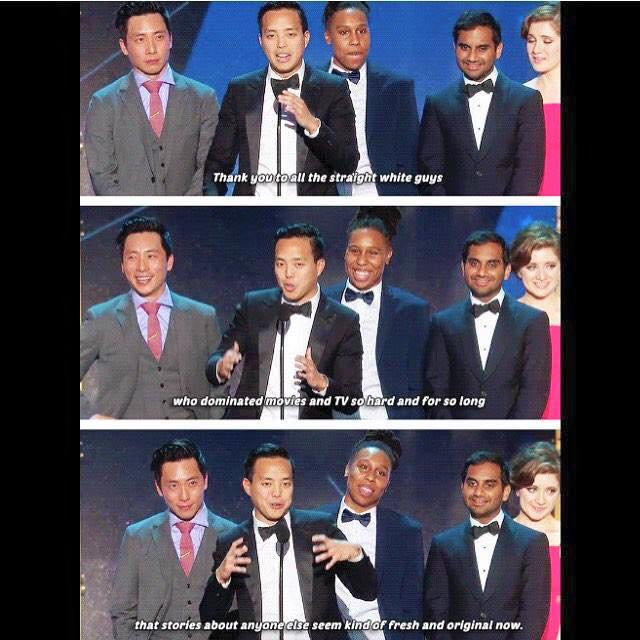 Thank you to all the straight white guys
who dominated movies and TV so hard and for so long
that stories about anyone else seem kind of fresh and original now.